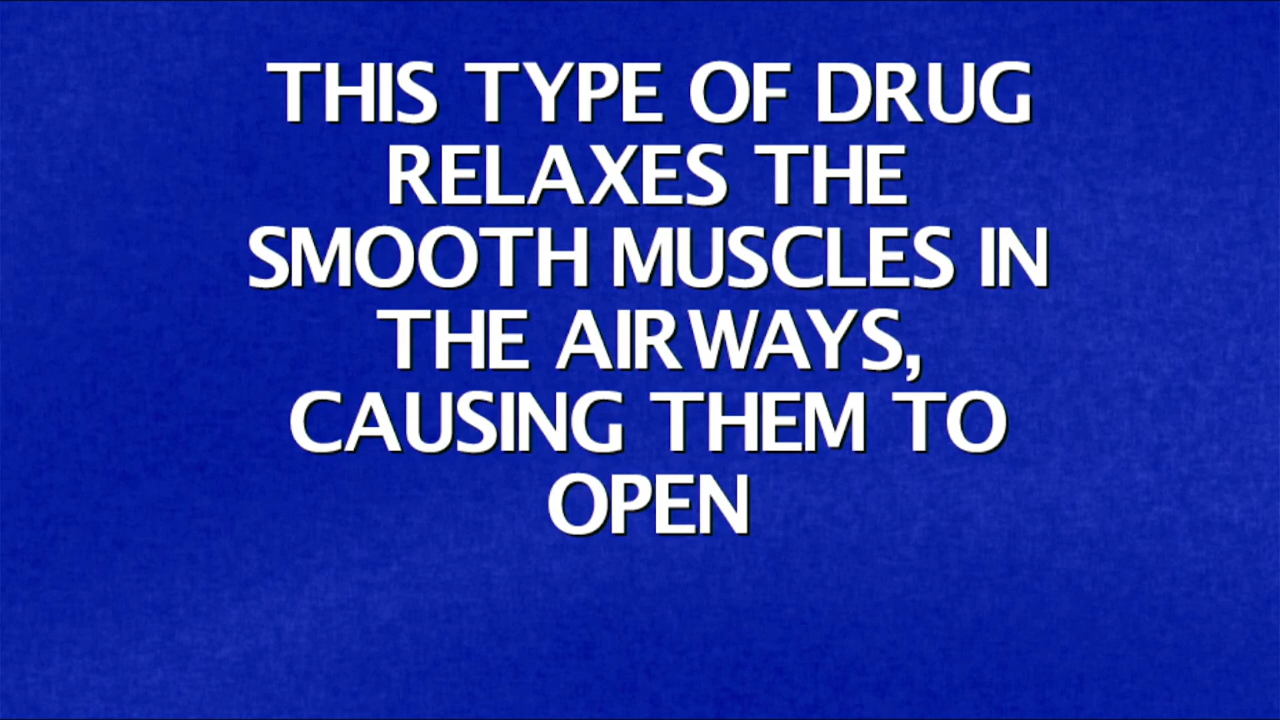 THIS TYPE OF DRUG
RELAXES THE
SMOOTH MUSCLES IN
THE AIRWAYS,
CAUSING THEM TO
OPEN